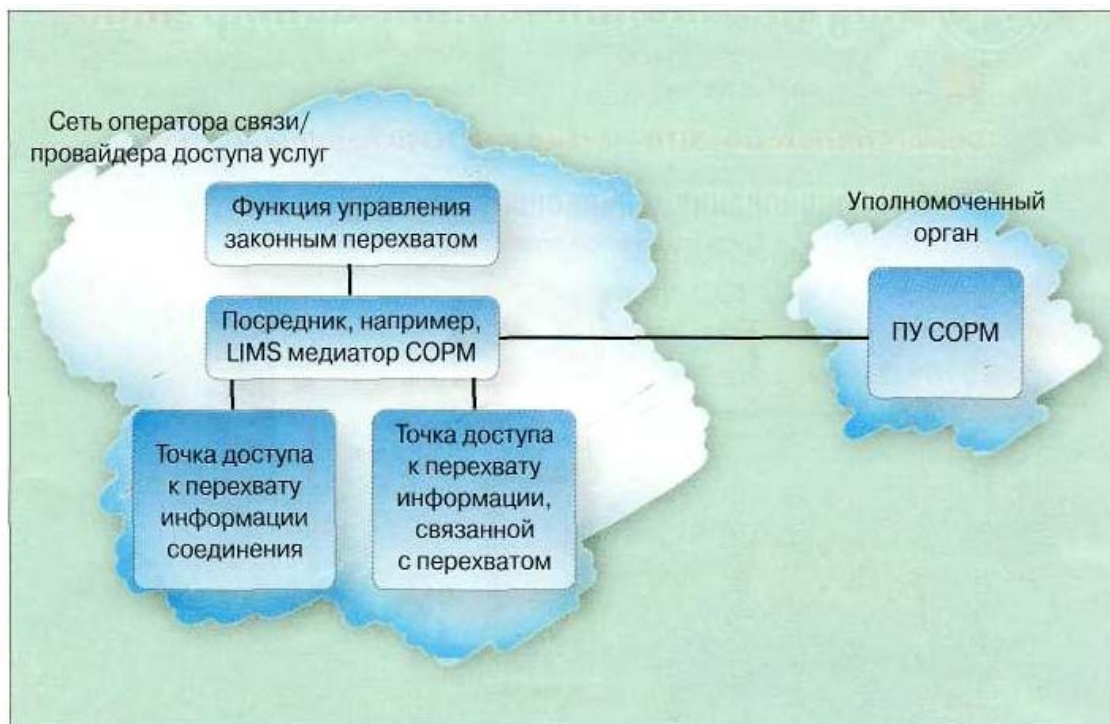 Сеть оператора связи/
провайдера доступа услуг
Функция управления
законным перехватом
Посредник, например,
LIMS медиатор СОРМ
Точка доступа
к перехвату
информации
соединения
Точка доступа
к перехвату
информации,
связанной
с перехватом
Уполномоченный
орган
ПУ СОРМ